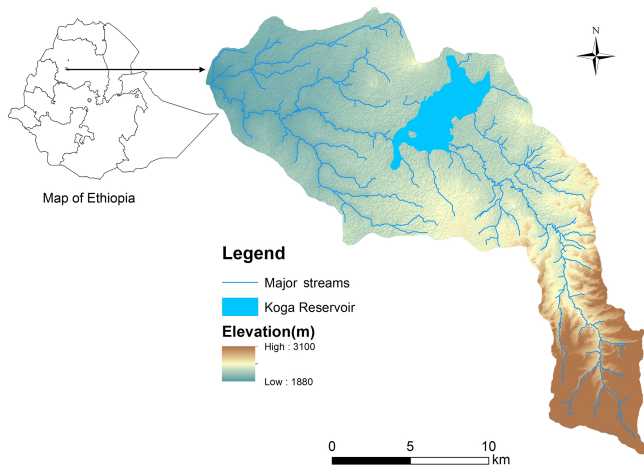 N
Map of Ethiopia
Legend
Major streams
Koga Reservoir
Elevation(m)
High : 3100
Low : 1880
0 5 10
km